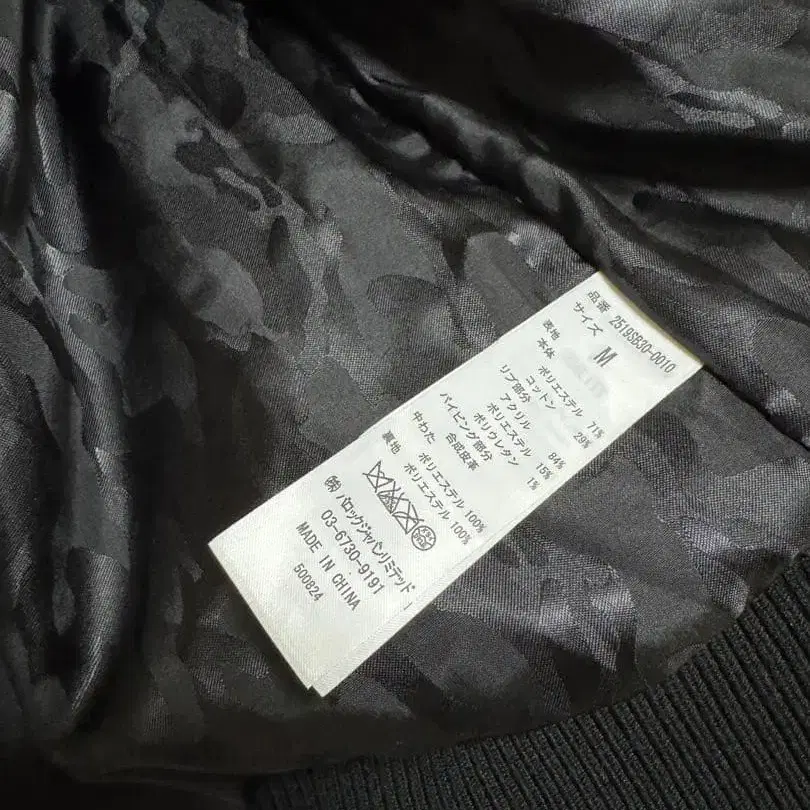 品番 2519SB30-0010
サイズ M
表地
本体 ポリエステル 71%
コットン 29%
リブ部分
アクリル 84%
ポリエステル 15%
ポリウレタン 1%
パイピング部分
合成皮革
中わた ポリエステル 100%
裏地 ポリエステル 100%
㈱バロックジャパンリミテッド
03-6730-9191
MADE IN CHINA
500824